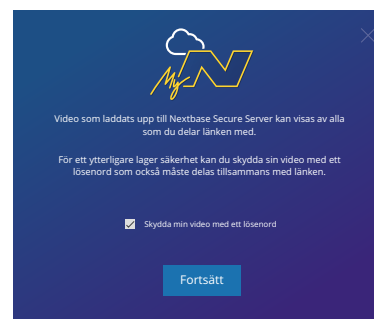 My N
Video som laddats upp till Nextbase Secure Server kan visas av alla
som du delar länken med.
För ett ytterligare lager säkerhet kan du skydda sin video med ett
lösenord som också måste delas tillsammans med länken.
Skydda min video med ett lösenord
Fortsätt